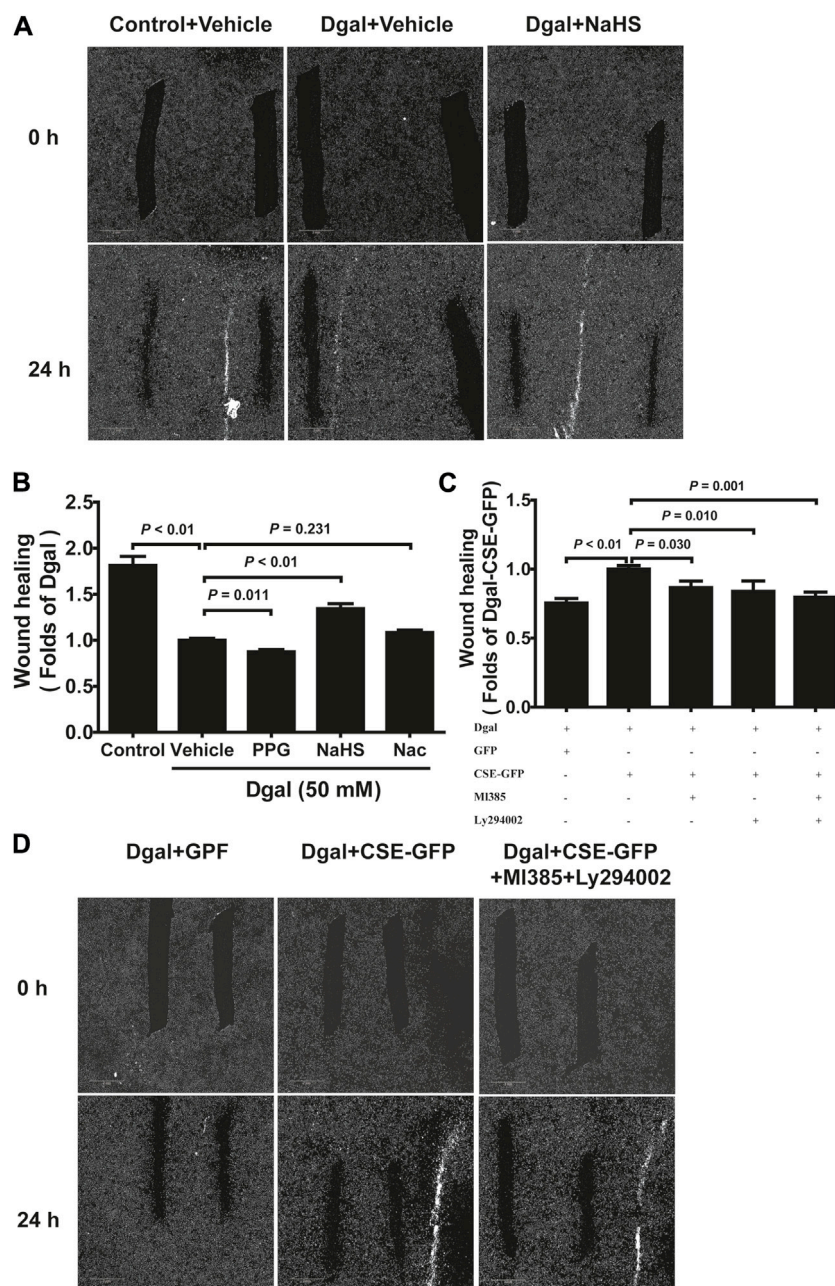 A
Control+Vehicle Dgal+Vehicle Dgal+NaHS
0 h
24 h
B
Wound healing
( Folds of Dgal )
2.5
2.0
1.5
1.0
0.5
0.0
P < 0.01
P = 0.231
P < 0.01
P = 0.011
Control Vehicle PPG NaHS Nac
Dgal (50 mM)
C
Wound healing
( Folds of Dgal-CSE-GFP)
1.5
1.0
0.5
0.0
P = 0.001
P = 0.010
P < 0.01 P = 0.030
Dgal + + + + +
GFP + - - - -
CSE-GFP - + + + +
Ml385 - - + - +
Ly294002 - - - + +
D
Dgal+GPF Dgal+CSE-GFP Dgal+CSE-GFP
+Ml385+Ly294002
0 h
24 h